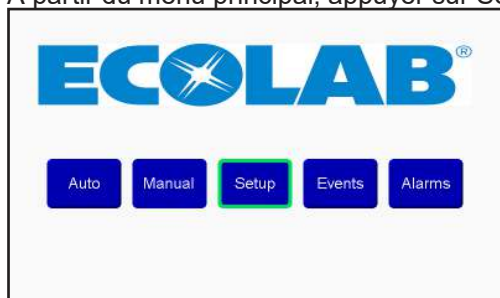 A partir du menu principal, appuyer sur
ECOLAB®
Auto Manual Setup Events Alarms